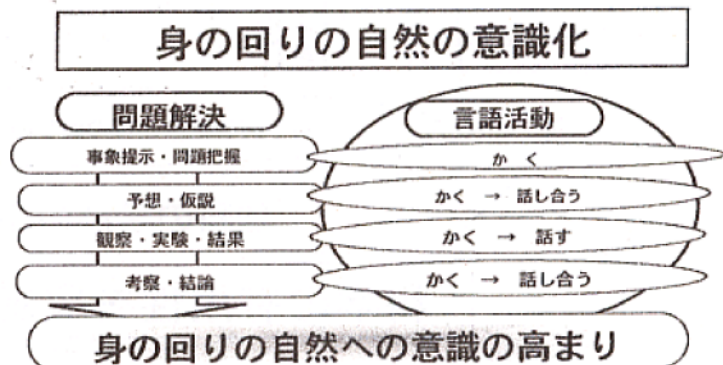 身の回りの自然の意識化
問題解決
言語活動
事象提示・問題把握
かく
予想・仮説
かく → 話し合う
観察・実験・結果
かく → 話す
考察・結論
かく → 話し合う
身の回りの自然への意識の高まり